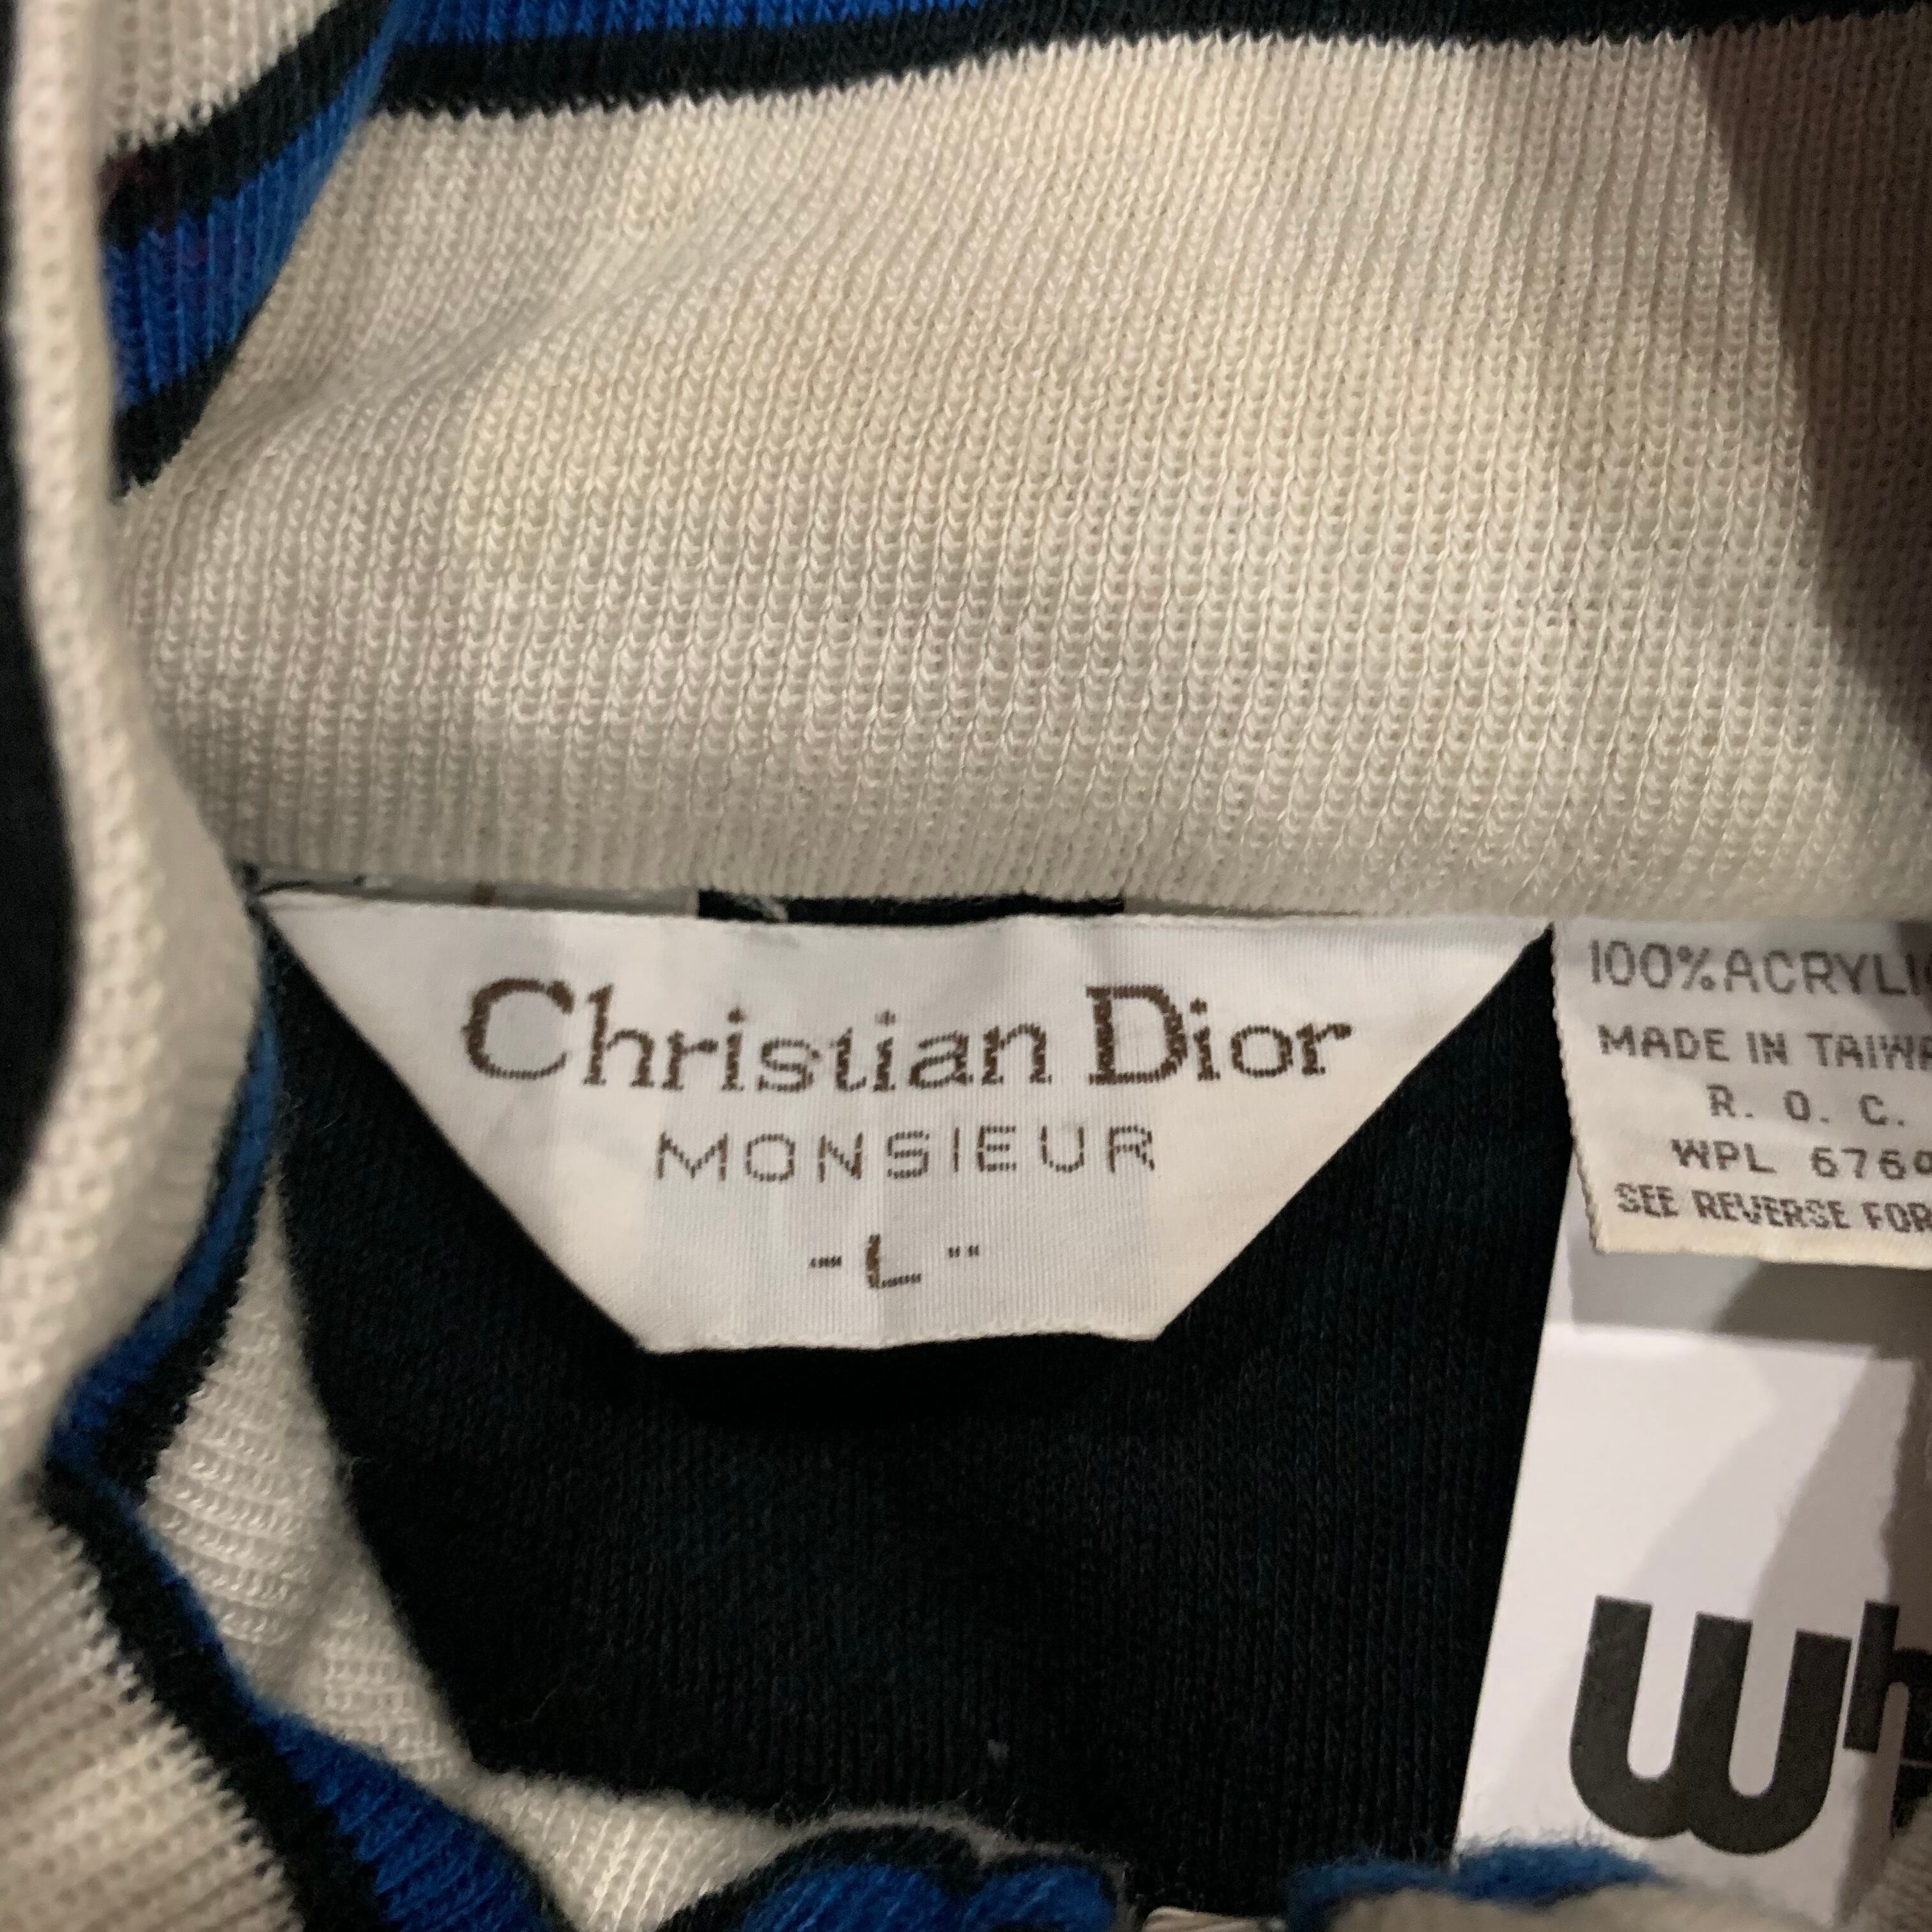 Christian Dior
MONSIEUR
-L-
100% ACRYLI
MADE IN TAIWA
R. O. C.
WPL 676
SEE REVERSE FOR
Wh